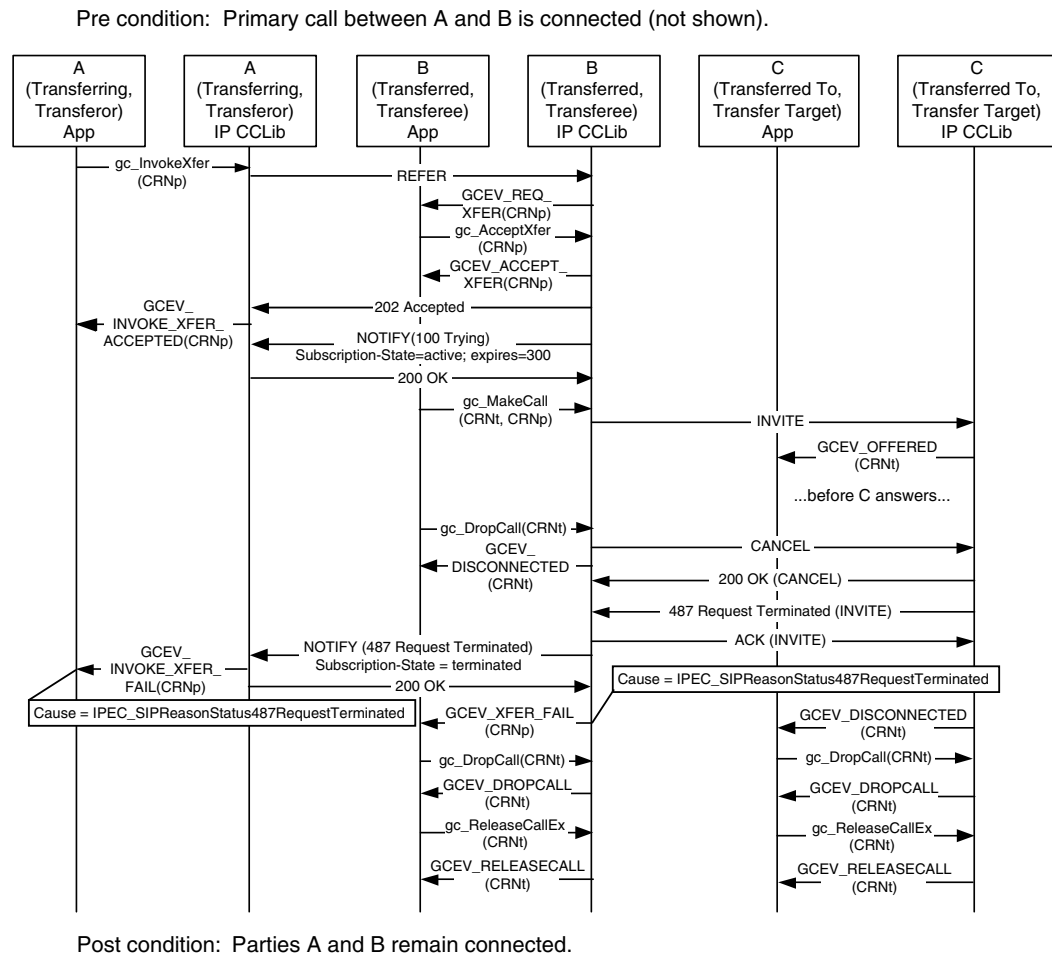 Pre condition: Primary call between A and B is connected (not shown).
A
(Transferring,
Transferor)
App
A
(Transferring,
Transferor)
IP CCLib
B
(Transferred,
Transferee)
App
B
(Transferred,
Transferee)
IP CCLib
C
(Transferred To,
Transfer Target)
App
C
(Transferred To,
Transfer Target)
IP CCLib
gc_InvokeXfer
(CRNp)
REFER
GCEV_REQ_
XFER(CRNp)
gc_AcceptXfer
(CRNp)
GCEV_ACCEPT_
XFER(CRNp)
202 Accepted
GCEV_
INVOKE_XFER_
ACCEPTED(CRNp)
NOTIFY(100 Trying)
Subscription-State=active; expires=300
200 OK
gc_MakeCall
(CRNt, CRNp)
INVITE
GCEV_OFFERED
(CRNt)
...before C answers...
gc_DropCall(CRNt)
GCEV_
DISCONNECTED
(CRNt)
CANCEL
200 OK (CANCEL)
487 Request Terminated (INVITE)
ACK (INVITE)
NOTIFY (487 Request Terminated)
Subscription-State = terminated
GCEV_
INVOKE_XFER_
FAIL(CRNp)
200 OK
Cause = IPEC_SIPReasonStatus487RequestTerminated
Cause = IPEC_SIPReasonStatus487RequestTerminated
GCEV_XFER_FAIL
(CRNp)
GCEV_DISCONNECTED
(CRNt)
gc_DropCall(CRNt)
gc_DropCall(CRNt)
GCEV_DROPCALL
(CRNt)
GCEV_DROPCALL
(CRNt)
gc_ReleaseCallEx
(CRNt)
gc_ReleaseCallEx
(CRNt)
GCEV_RELEASECALL
(CRNt)
GCEV_RELEASECALL
(CRNt)
Post condition: Parties A and B remain connected.